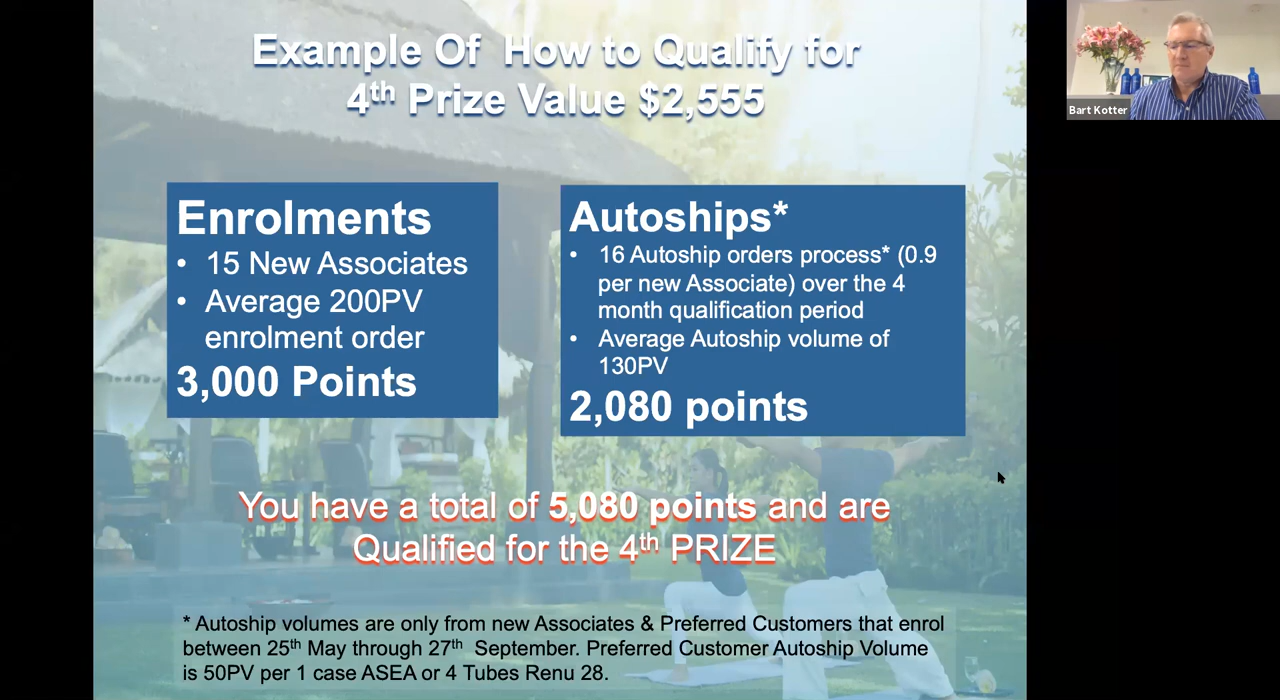 Example Of How to Qualify for
4th Prize Value $2,555
Bart Kotter
Enrolments
• 15 New Associates
• Average 200PV
enrolment order
3,000 Points
Autoships*
• 16 Autoship orders process* (0.9
per new Associate) over the 4
month qualification period
• Average Autoship volume of
130PV
2,080 points
You have a total of 5,080 points and are
Qualified for the 4th PRIZE
* Autoship volumes are only from new Associates & Preferred Customers that enrol
between 25th May through 27th September. Preferred Customer Autoship Volume
is 50PV per 1 case ASEA or 4 Tubes Renu 28.